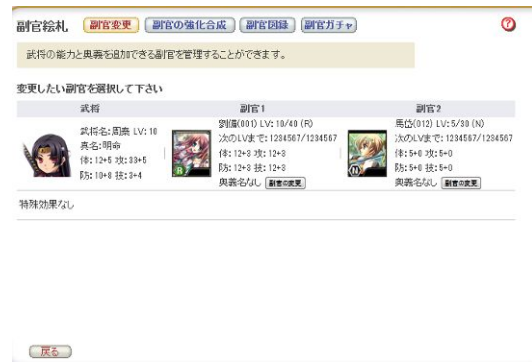 副官絵札 副官変更 副官の強化合成 副官図録 副官ガチャ ?
武将の能力と奥義を追加できる副官を管理することができます。
変更したい副官を選択して下さい
武将 副官1 副官2
武将名:周泰 LV:10
真名:明命
体:12+5 攻:33+5
防:10+8 技:3+4
劉備(001) LV:10/40 (R)
次のLVまで:1234567/1234567
体:12+3 攻:12+3
防:12+3 技:12+3
奥義名なし 副官の変更
R
馬岱(012) LV:5/30 (N)
次のLVまで:1234567/1234567
体:5+0 攻:5+0
防:5+0 技:5+0
奥義名なし 副官の変更
N
特殊効果なし
戻る